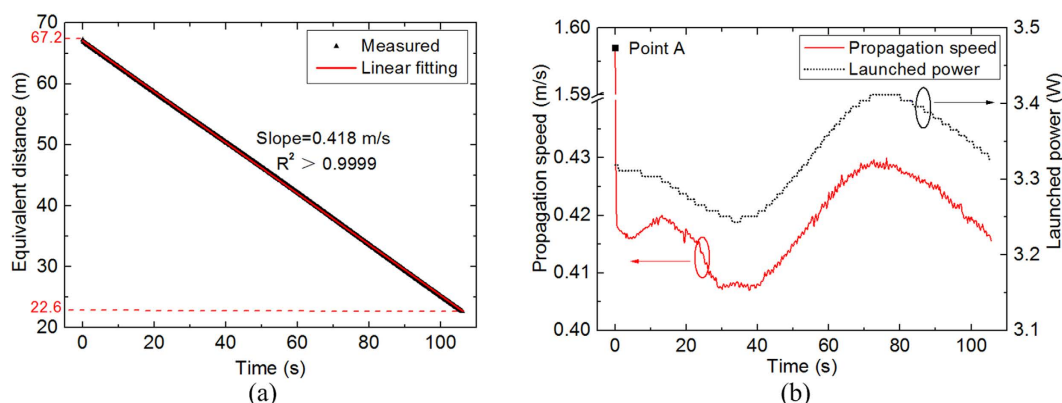 70
67.2
60
50
40
30
22.6
20
Equivalent distance (m)
Measured
Linear fitting
Slope=0.418 m/s
R² > 0.9999
0 20 40 60 80 100
Time (s)
(a)
1.60
1.59
0.43
0.42
0.41
0.40
Propagation speed (m/s)
Point A
Propagation speed
Launched power
3.5
3.4
3.3
3.2
3.1
Launched power (W)
0 20 40 60 80 100
Time (s)
(b)